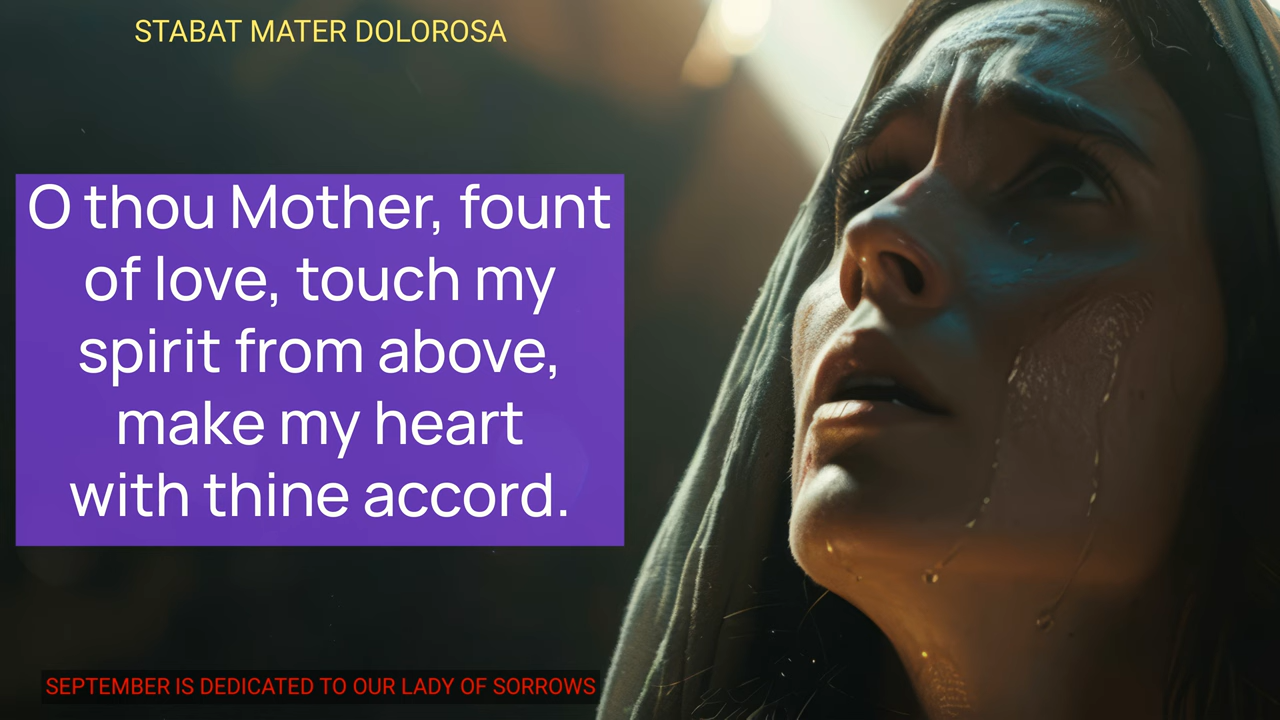 STABAT MATER DOLOROSA
O thou Mother, fount
of love, touch my
spirit from above,
make my heart
with thine accord.
SEPTEMBER IS DEDICATED TO OUR LADY OF SORROWS